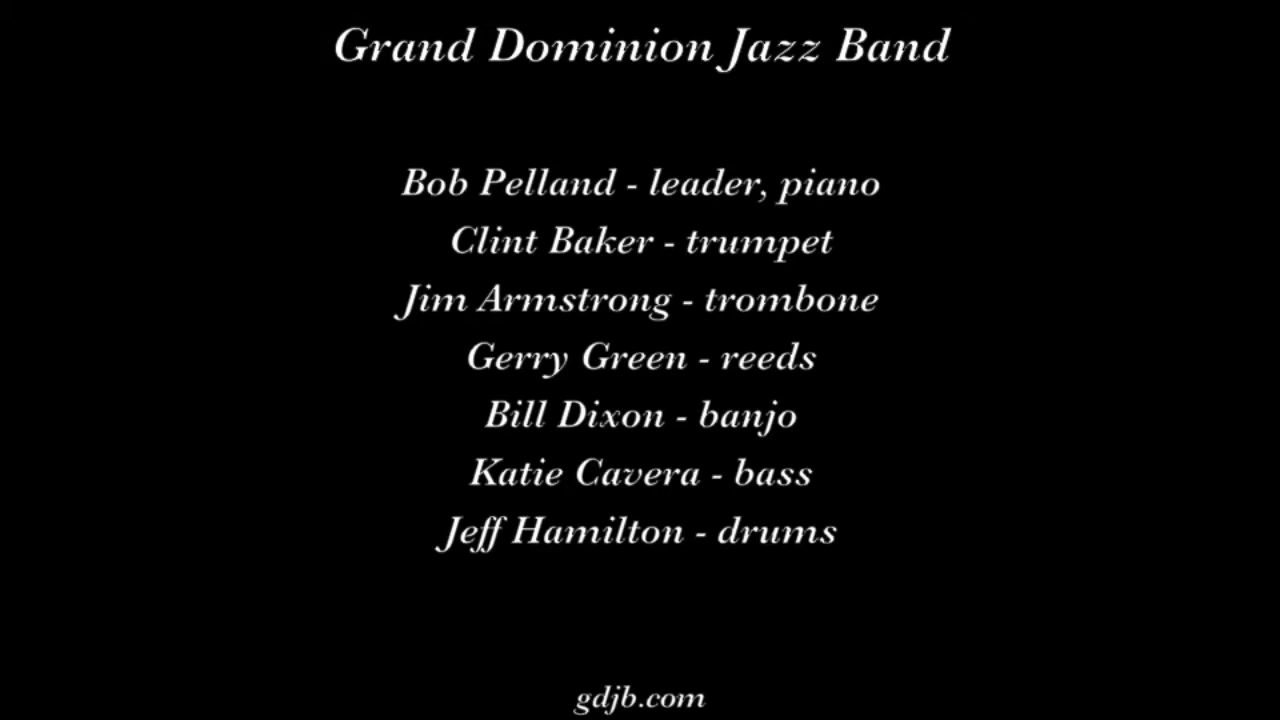 Grand Dominion Jazz Band
Bob Pelland - leader, piano
Clint Baker - trumpet
Jim Armstrong - trombone
Gerry Green - reeds
Bill Dixon - banjo
Katie Cavera - bass
Jeff Hamilton - drums
gdjb.com